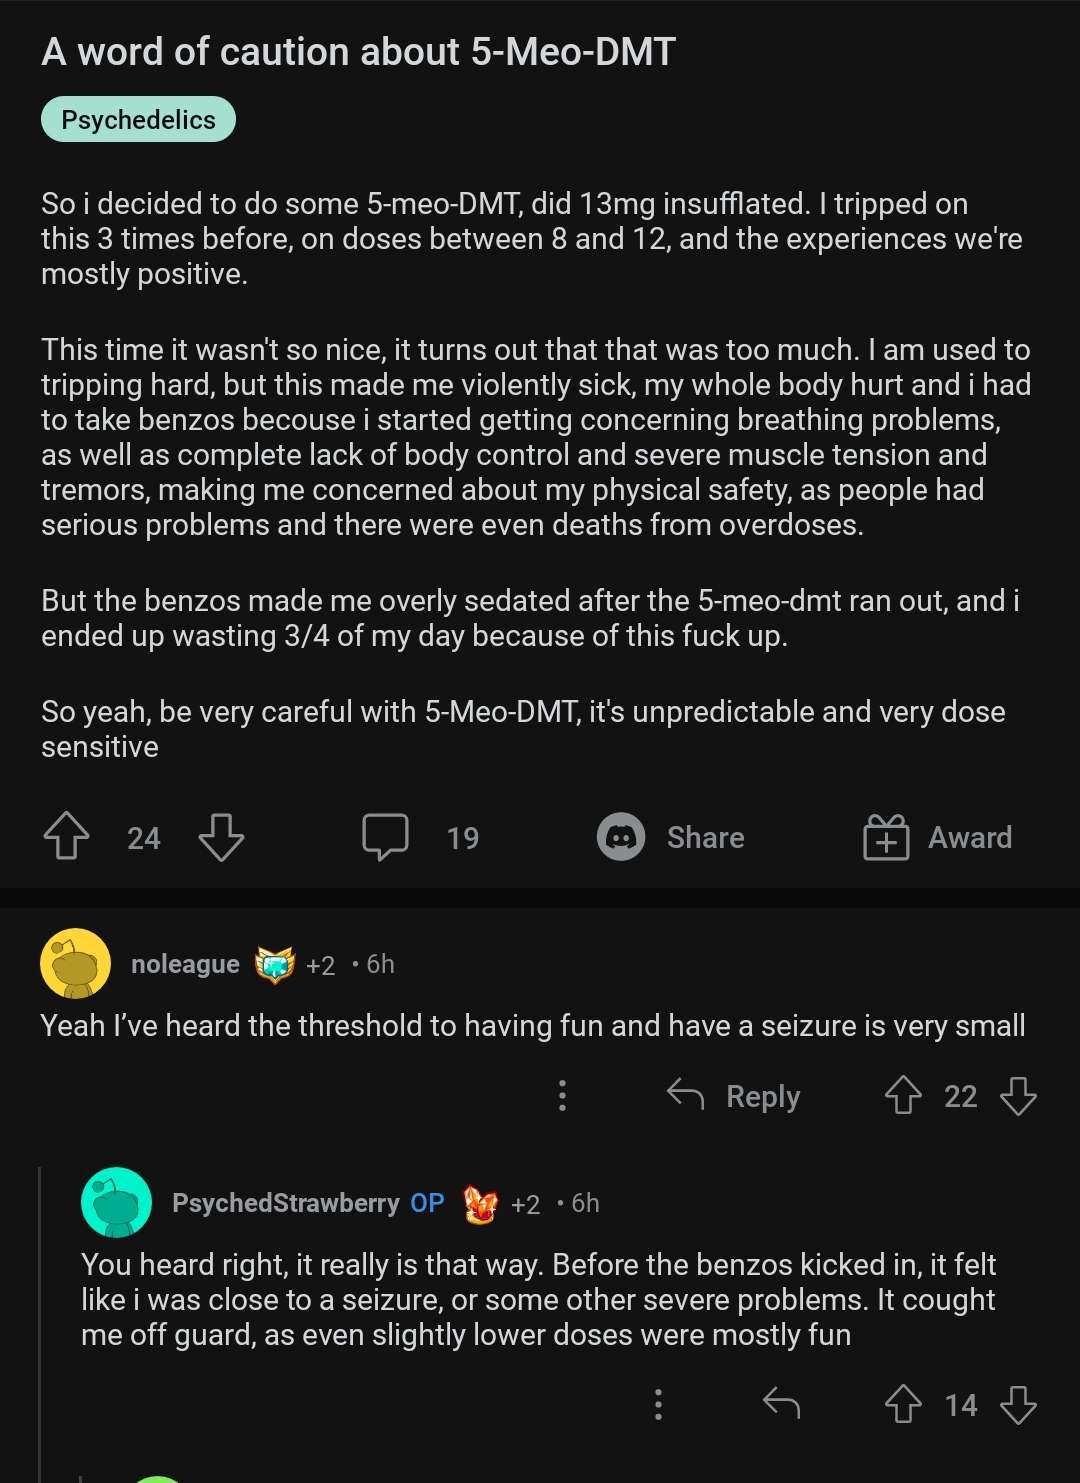 A word of caution about 5-Meo-DMT
Psychedelics
So i decided to do some 5-meo-DMT, did 13mg insufflated. I tripped on
this 3 times before, on doses between 8 and 12, and the experiences we're
mostly positive.
This time it wasn't so nice, it turns out that that was too much. I am used to
tripping hard, but this made me violently sick, my whole body hurt and i had
to take benzos becouse i started getting concerning breathing problems,
as well as complete lack of body control and severe muscle tension and
tremors, making me concerned about my physical safety, as people had
serious problems and there were even deaths from overdoses.
But the benzos made me overly sedated after the 5-meo-dmt ran out, and i
ended up wasting 3/4 of my day because of this fuck up.
So yeah, be very careful with 5-Meo-DMT, it's unpredictable and very dose
sensitive
24 19 Share Award
noleague +2 • 6h
Yeah I’ve heard the threshold to having fun and have a seizure is very small
Reply 22
PsychedStrawberry OP +2 • 6h
You heard right, it really is that way. Before the benzos kicked in, it felt
like i was close to a seizure, or some other severe problems. It cought
me off guard, as even slightly lower doses were mostly fun
14